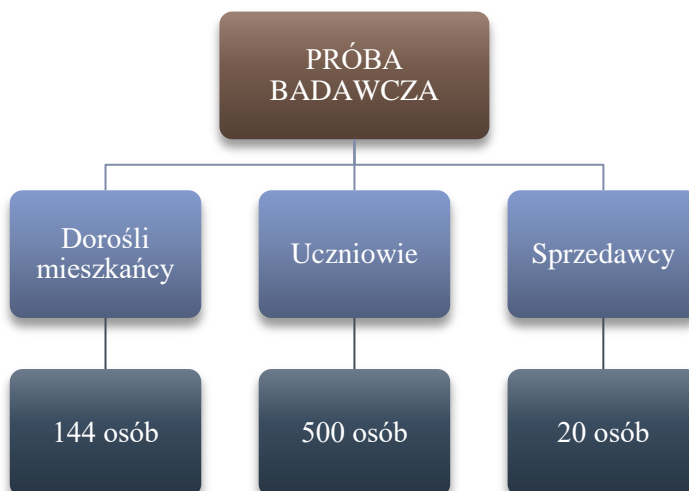 PRÓBA
BADAWCZA
Dorośli
mieszkańcy
Uczniowie
Sprzedawcy
144 osób
500 osób
20 osób